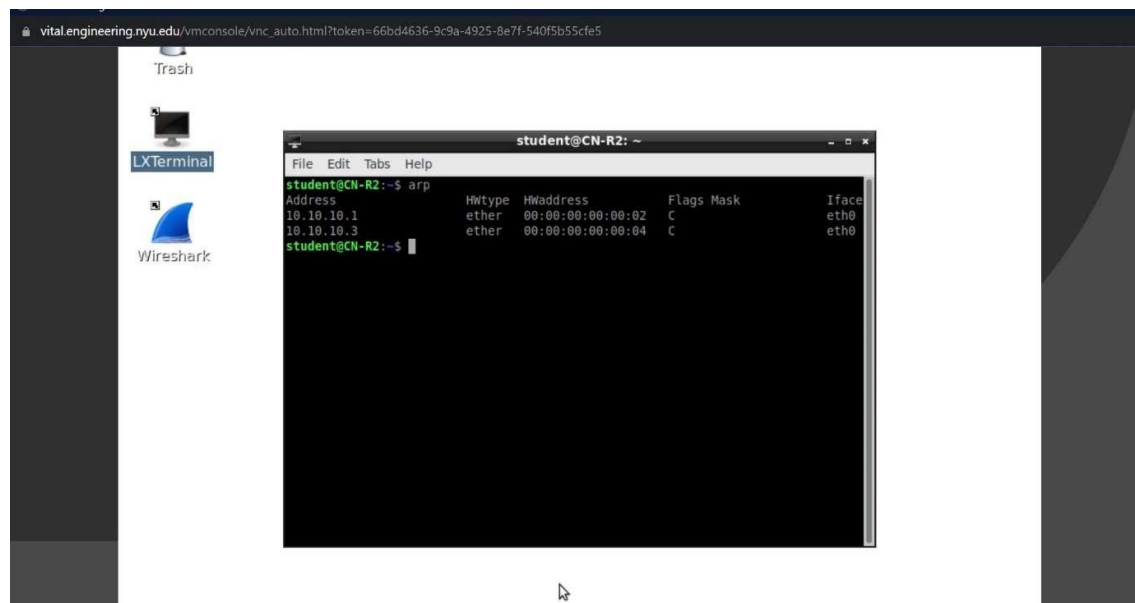 vital.engineering.nyu.edu/vmconsole/vnc_auto.html?token=66bd4636-9c9a-4925-8e7f-540f5b55cfe5
Trash
LXTerminal
Wireshark
student@CN-R2: ~
File Edit Tabs Help
student@CN-R2:~$ arp
Address HWtype HWaddress Flags Mask Iface
10.10.10.1 ether 00:00:00:00:00:02 C eth0
10.10.10.3 ether 00:00:00:00:00:04 C eth0
student@CN-R2:~$